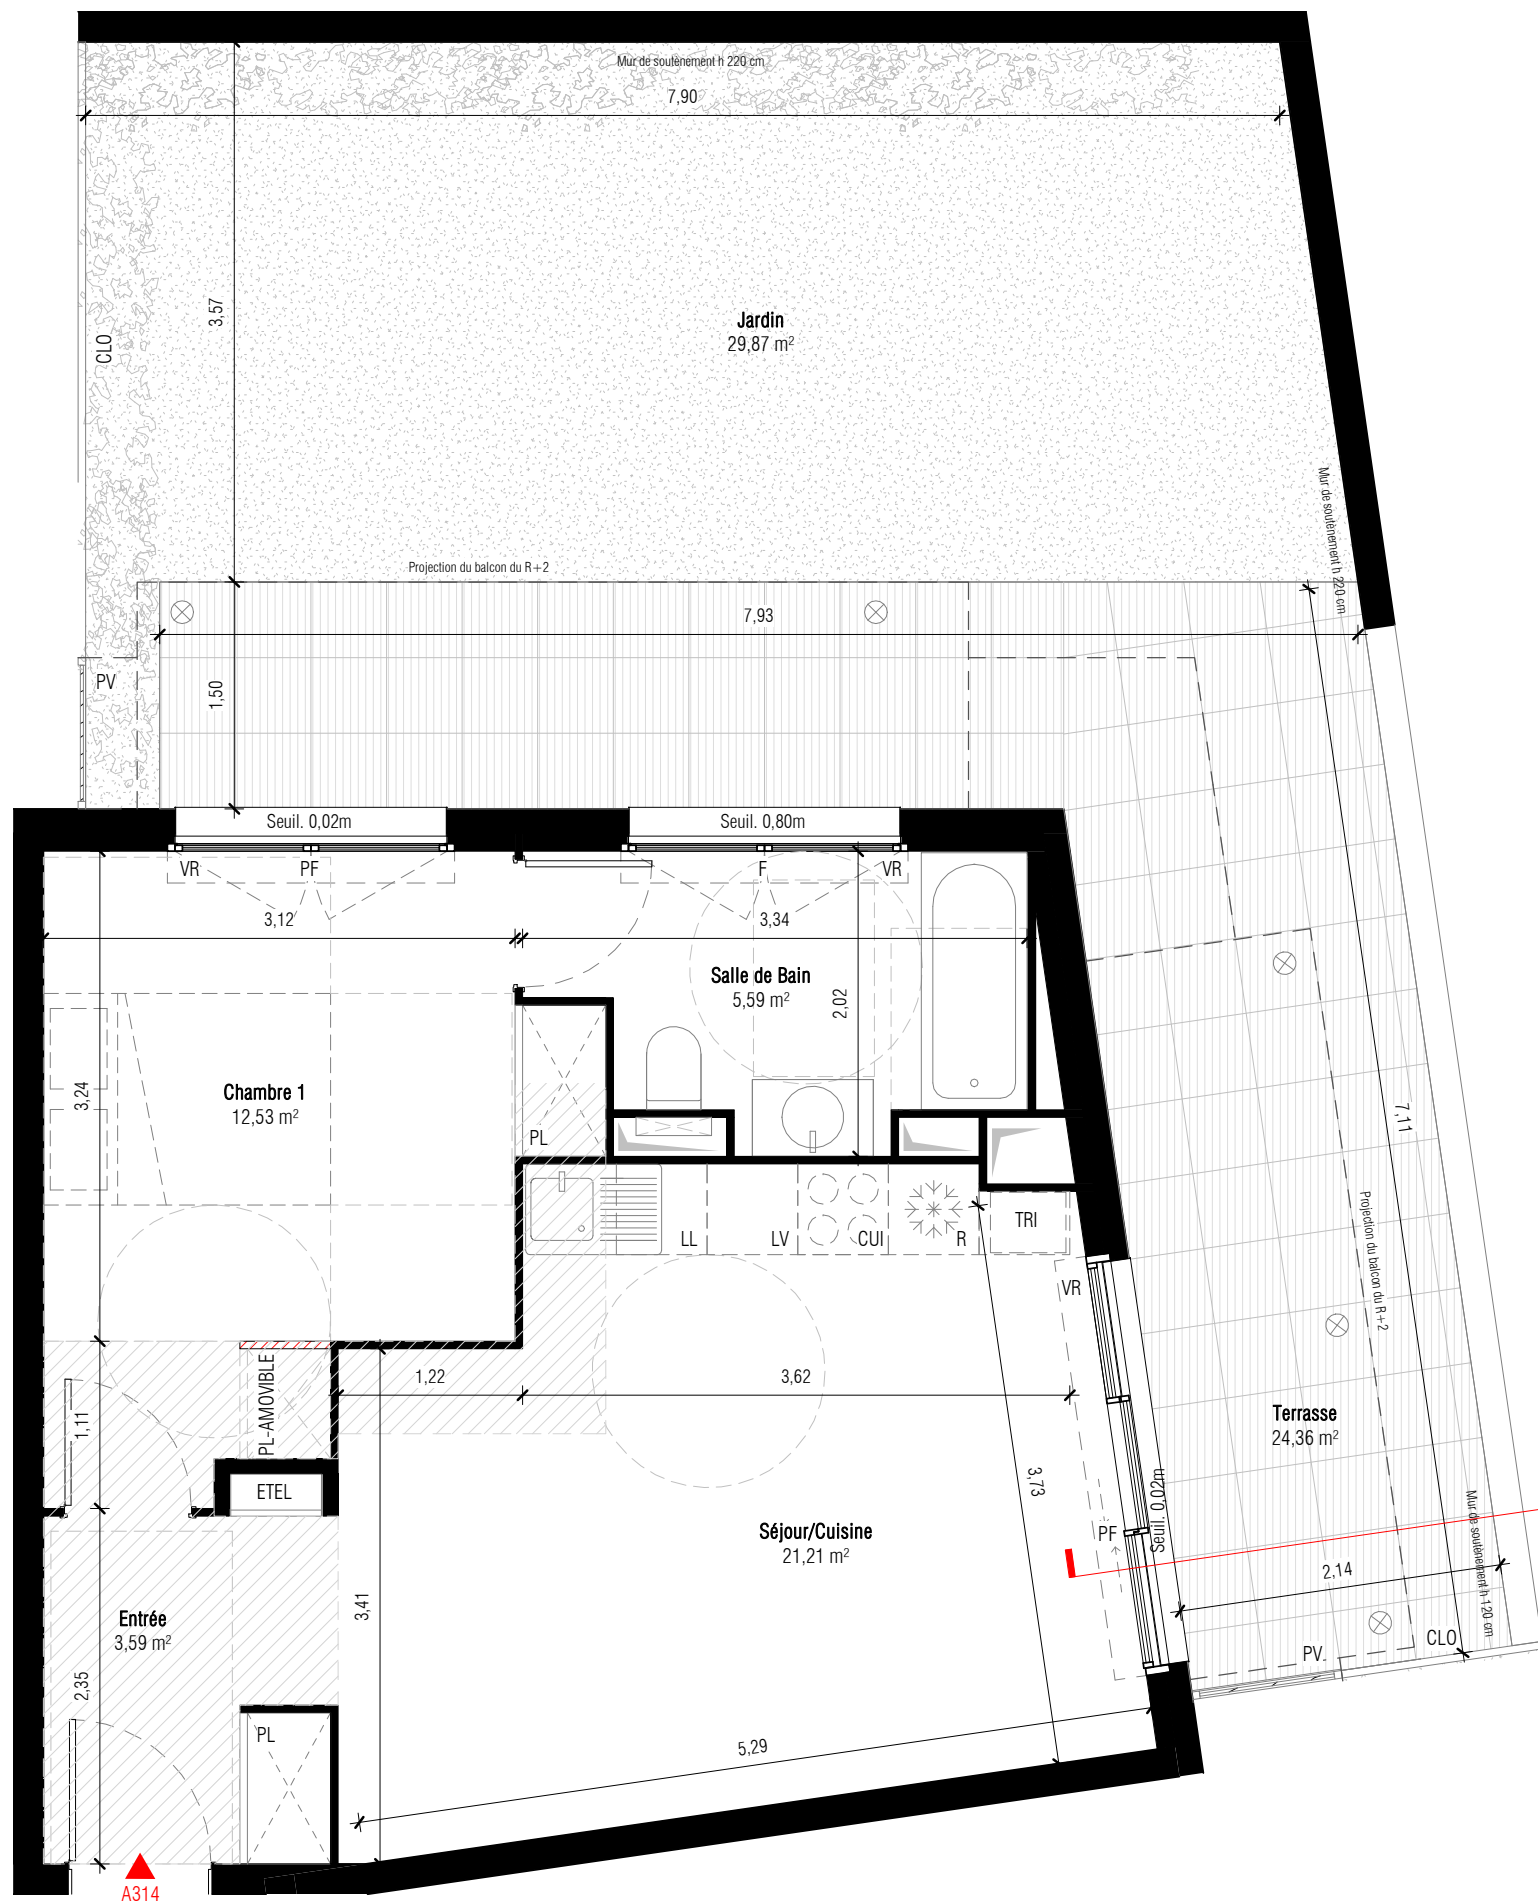 Mur de soutènement h 220 cm
7,90
3,57
CLO
Jardin
29,87 m²
Mur de soutènement h 220 cm
Projection du balcon du R+2
7,93
PV
1,50
Seuil. 0,02m
Seuil. 0,80m
VR
PF
F
VR
3,12
3,34
Salle de Bain
5,59 m²
2,02
Chambre 1
12,53 m²
3,24
PL
7,11
LL
LV
CUI
R
TRI
Projection du balcon du R+2
VR
1,22
3,62
PL-AMOVIBLE
1,11
Terrasse
24,36 m²
ETEL
3,73
Séjour/Cuisine
21,21 m²
PF
Seuil. 0,02m
Mur de soutènement h 120 cm
2,14
Entrée
3,59 m²
3,41
2,35
CLO
PV
PL
5,29
A314